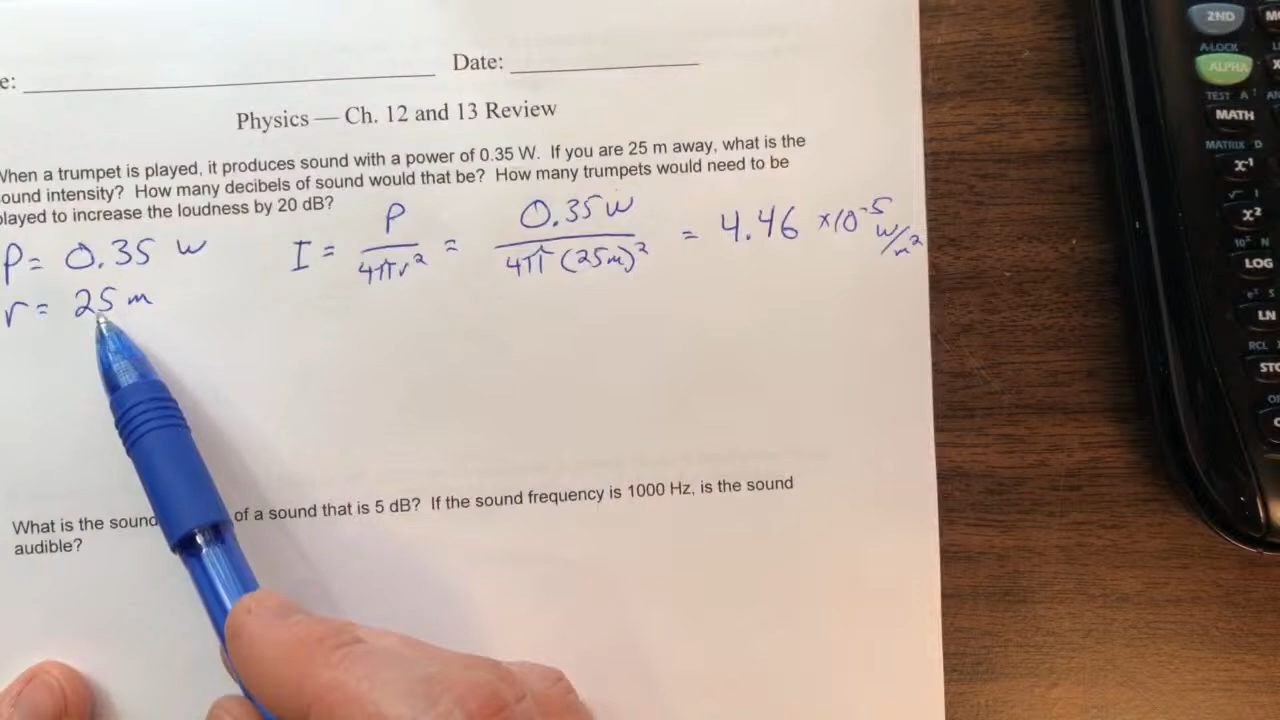 e: Date:
Physics — Ch. 12 and 13 Review
When a trumpet is played, it produces sound with a power of 0.35 W. If you are 25 m away, what is the
ound intensity? How many decibels of sound would that be? How many trumpets would need to be
played to increase the loudness by 20 dB?
P = 0.35 W
I = P / 4πr² = 0.35 W / 4π (25m)² = 4.46 ×10⁻⁵ W/m²
r = 25 m
What is the sound of a sound that is 5 dB? If the sound frequency is 1000 Hz, is the sound
audible?
2ND
A-LOCK
ALPHA
TEST A
MATH
MATRIX D
x⁻¹
√ I
x²
10ˣ N
LOG
eˣ S
LN
RCL
STO